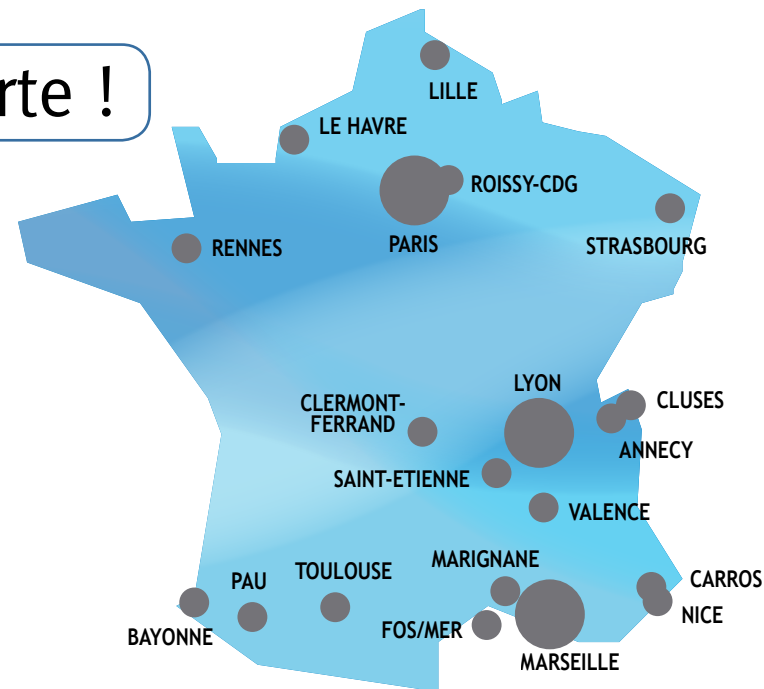 rte !
LILLE
LE HAVRE
ROISSY-CDG
PARIS
STRASBOURG
RENNES
LYON
CLERMONT-
FERRAND
CLUSES
ANNECY
SAINT-ETIENNE
VALENCE
MARIGNANE
TOULOUSE
PAU
CARROS
NICE
FOS/MER
BAYONNE
MARSEILLE